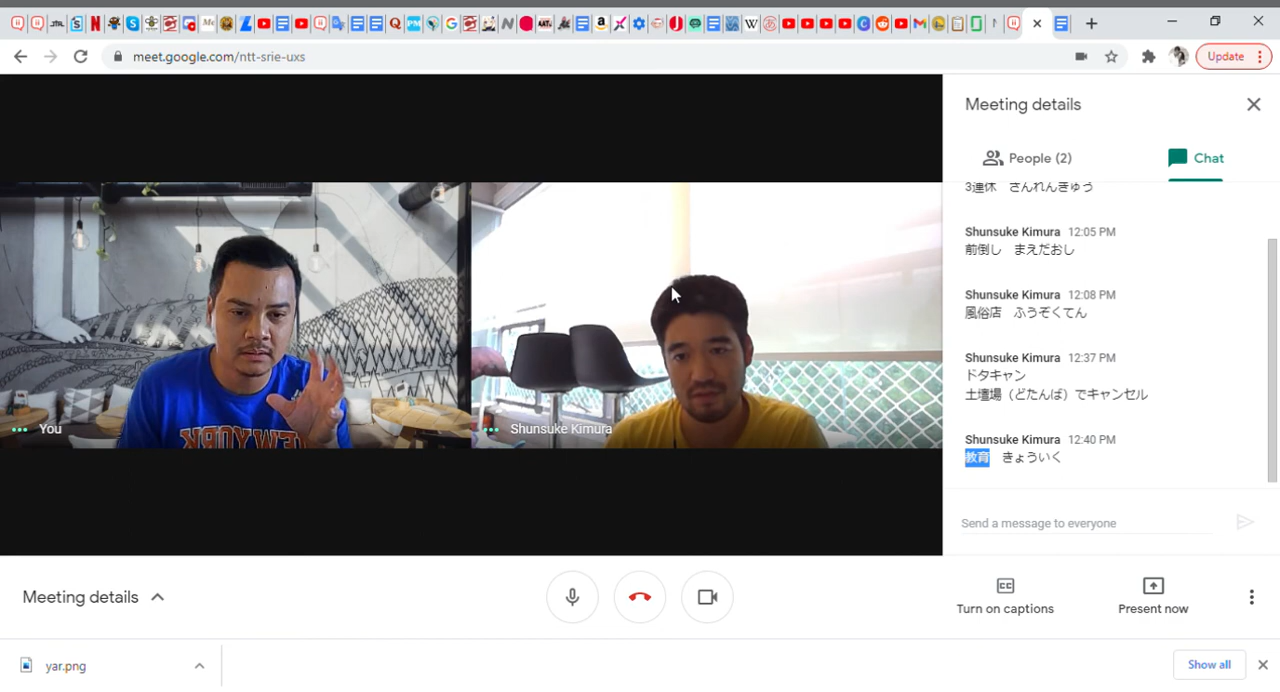 meet.google.com/ntt-srie-uxs
Update
Meeting details
People (2)
Chat
3連休　さんれんきゅう
Shunsuke Kimura 12:05 PM
前倒し　まえだおし
Shunsuke Kimura 12:08 PM
風俗店　ふうぞくてん
Shunsuke Kimura 12:37 PM
ドタキャン
土壇場（どたんば）でキャンセル
Shunsuke Kimura 12:40 PM
教育　きょういく
Send a message to everyone
NEW YORK
You
Shunsuke Kimura
Meeting details
Turn on captions
Present now
yar.png
Show all